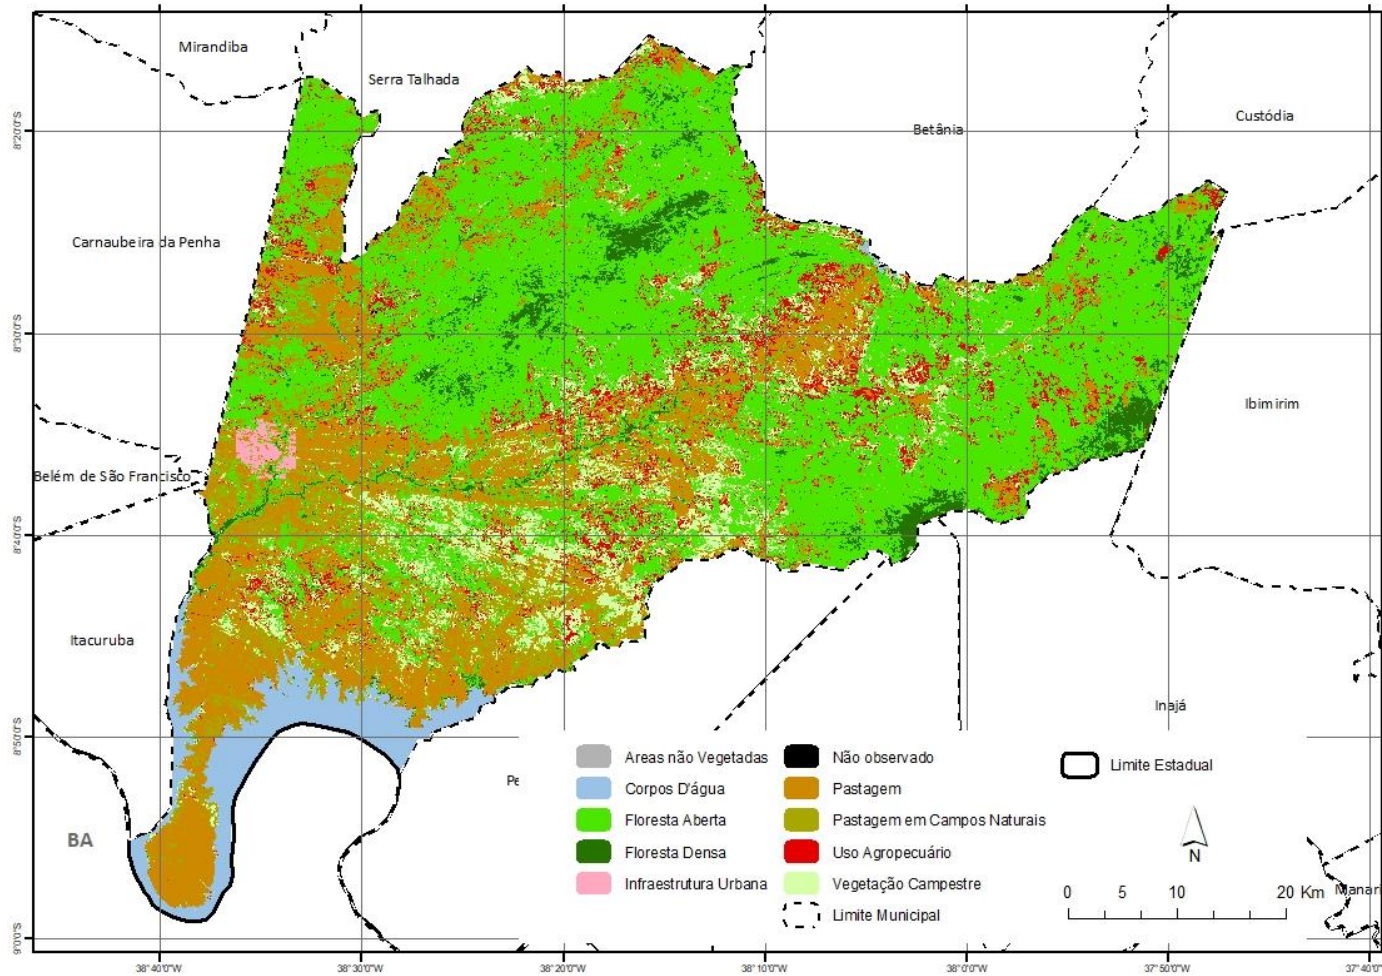 Mirandiba
Serra Talhada
Betânia
Custódia
Carnaubeira da Penha
Ibimirim
Belém de São Francisco
Itacuruba
Inajá
Pe
BA
Manari
8°20'0"S
8°30'0"S
8°40'0"S
8°50'0"S
9°0'0"S
Areas não Vegetadas
Corpos D'água
Floresta Aberta
Floresta Densa
Infraestrutura Urbana
Não observado
Pastagem
Pastagem em Campos Naturais
Uso Agropecuário
Vegetação Campestre
Limite Municipal
Limite Estadual
N
0 5 10 20 Km
38°40'0"W 38°30'0"W 38°20'0"W 38°10'0"W 38°0'0"W 37°50'0"W 37°40'0"W